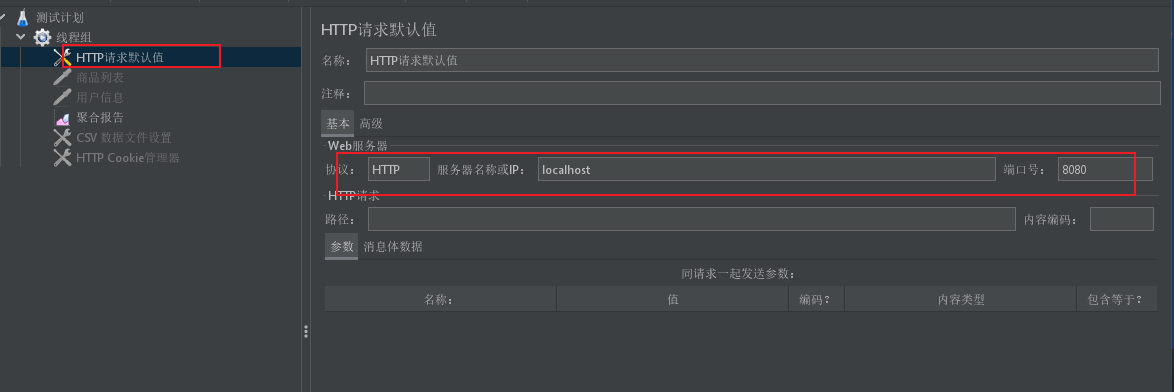 测试计划
线程组
HTTP请求默认值
商品列表
用户信息
聚合报告
CSV 数据文件设置
HTTP Cookie管理器
HTTP请求默认值
名称： HTTP请求默认值
注释：
基本 高级
Web服务器
协议： HTTP 服务器名称或IP： localhost 端口号： 8080
HTTP请求
路径： 内容编码：
参数 消息体数据
同请求一起发送参数：
名称： 值 编码? 内容类型 包含等于?